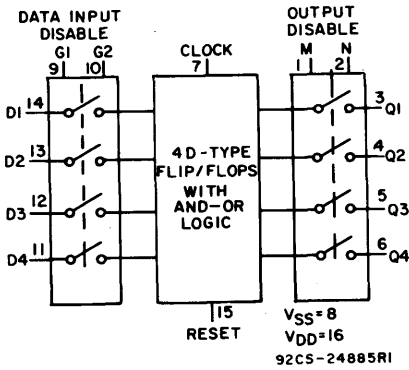 DATA INPUT
DISABLE
G1 G2
9 10
CLOCK
7
OUTPUT
DISABLE
M N
1 2
D1 14
D2 13
D3 12
D4 11
4 D-TYPE
FLIP/FLOPS
WITH
AND-OR
LOGIC
3 Q1
4 Q2
5 Q3
6 Q4
15
RESET
VSS=8
VDD=16
92CS-24885R1